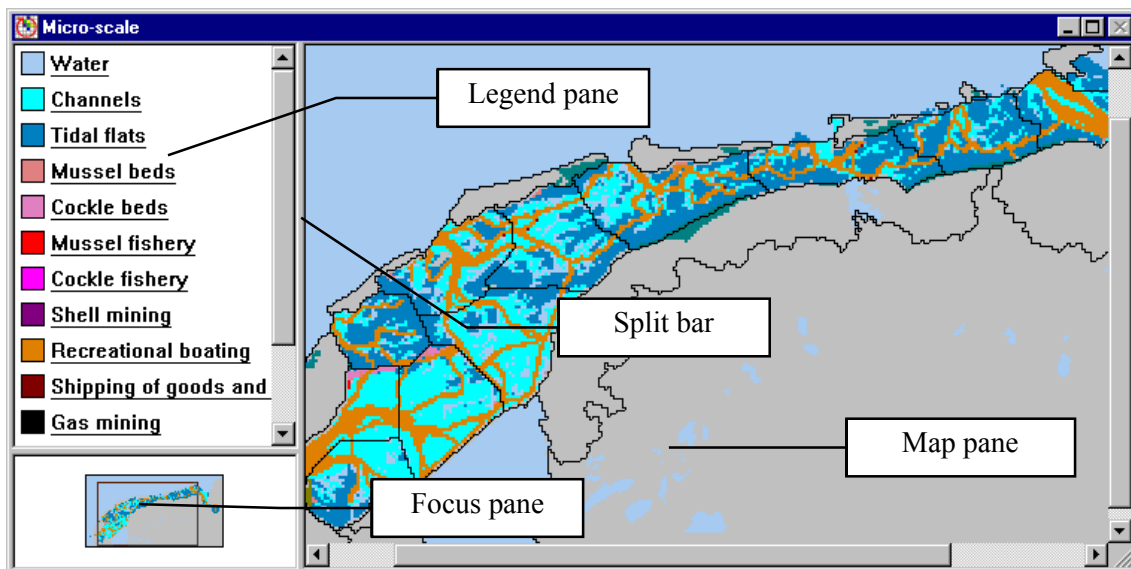 Micro-scale
Water
Channels
Tidal flats
Mussel beds
Cockle beds
Mussel fishery
Cockle fishery
Shell mining
Recreational boating
Shipping of goods and
Gas mining
Legend pane
Split bar
Map pane
Focus pane